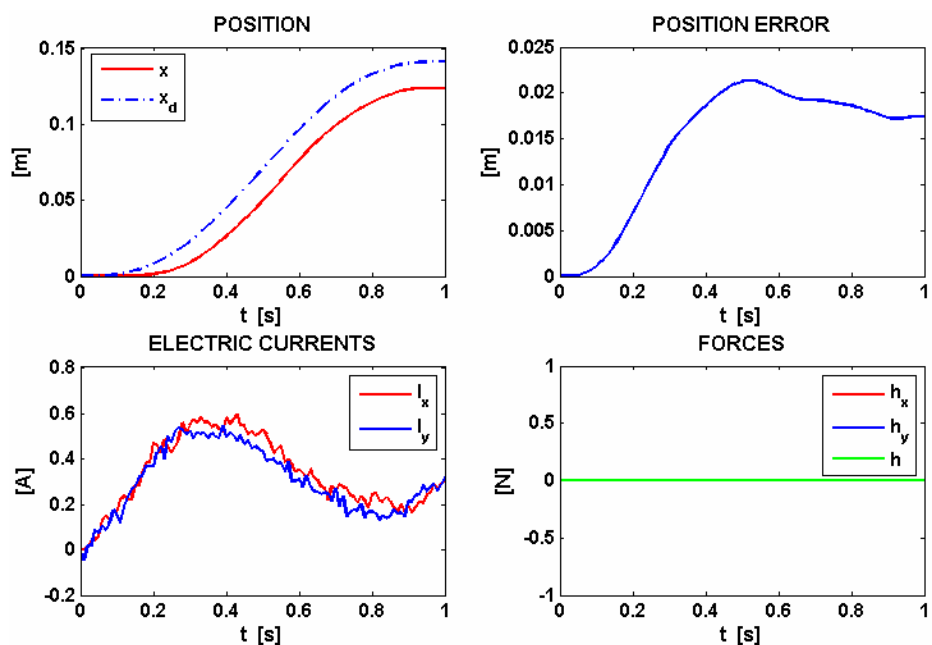 POSITION
0.15
0.1
0.05
0
[m]
x
x_d
0 0.2 0.4 0.6 0.8 1
t [s]
POSITION ERROR
0.025
0.02
0.015
0.01
0.005
0
[m]
0 0.2 0.4 0.6 0.8 1
t [s]
ELECTRIC CURRENTS
0.8
0.6
0.4
0.2
0
-0.2
[A]
I_x
I_y
0 0.2 0.4 0.6 0.8 1
t [s]
FORCES
1
0.5
0
-0.5
-1
[N]
h_x
h_y
h
0 0.2 0.4 0.6 0.8 1
t [s]